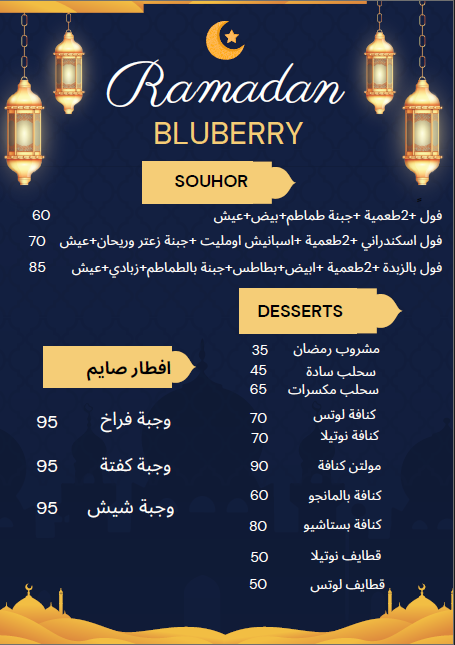 Ramadan
BLUBERRY
SOUHOR
فول +2طعمية +جبنة طماطم+بيض+عيش 60
فول اسكندراني +2طعمية +اسبانيش اومليت +جبنة زعتر وريحان+عيش 70
فول بالزبدة +2طعمية +ابيض+بطاطس+جبنة بالطماطم+زبادي+عيش 85
DESSERTS
مشروب رمضان 35
سحلب سادة 45
سحلب مكسرات 65
كنافة لوتس 70
كنافة نوتيلا 70
مولتن كنافة 90
كنافة بالمانجو 60
كنافة بستاشيو 80
قطايف نوتيلا 50
قطايف لوتس 50
افطار صايم
وجبة فراخ 95
وجبة كفتة 95
وجبة شيش 95